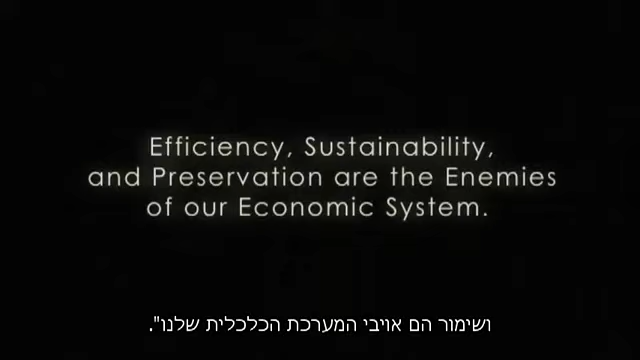 Efficiency, Sustainability,
and Preservation are the Enemies
of our Economic System.
ושימור הם אויבי המערכת הכלכלית שלנו".